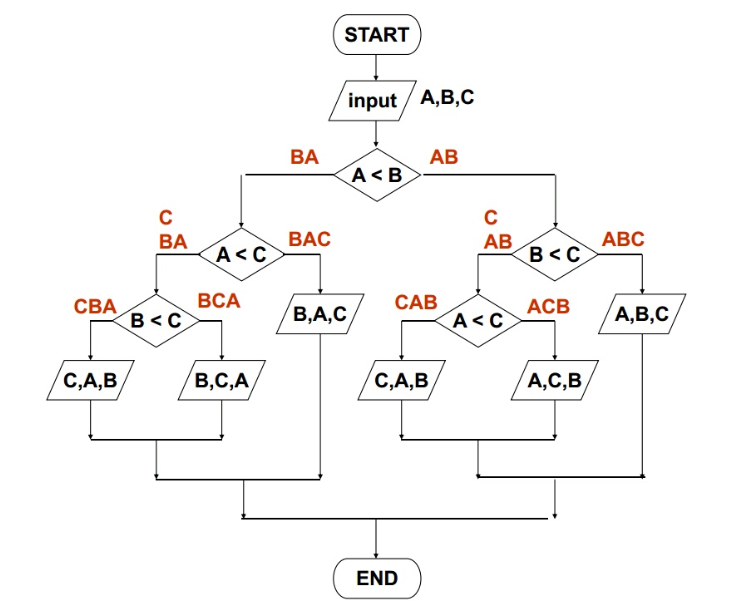 START
input A,B,C
BA A < B AB
C C
BA A < C BAC AB B < C ABC
CBA B < C BCA B,A,C CAB A < C ACB A,B,C
C,A,B B,C,A C,A,B A,C,B
END